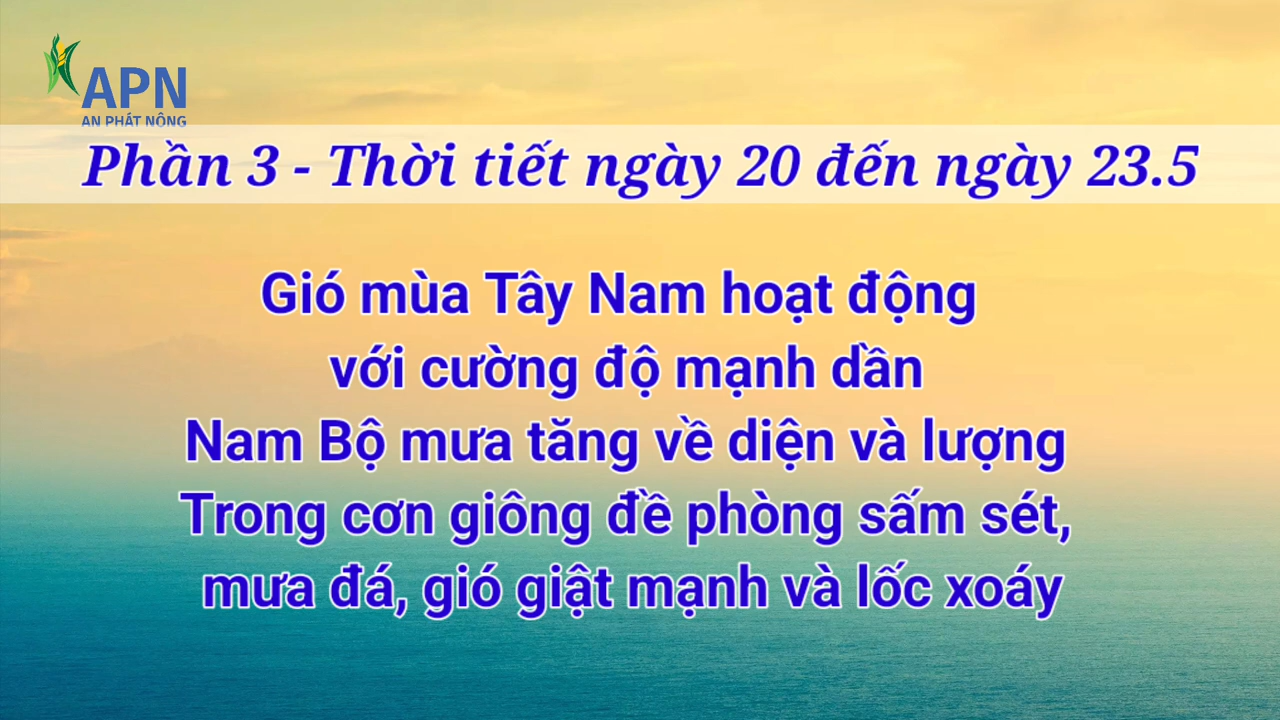 APN
AN PHÁT NÔNG
Phần 3 - Thời tiết ngày 20 đến ngày 23.5
Gió mùa Tây Nam hoạt động
với cường độ mạnh dần
Nam Bộ mưa tăng về diện và lượng
Trong cơn giông đề phòng sấm sét,
mưa đá, gió giật mạnh và lốc xoáy